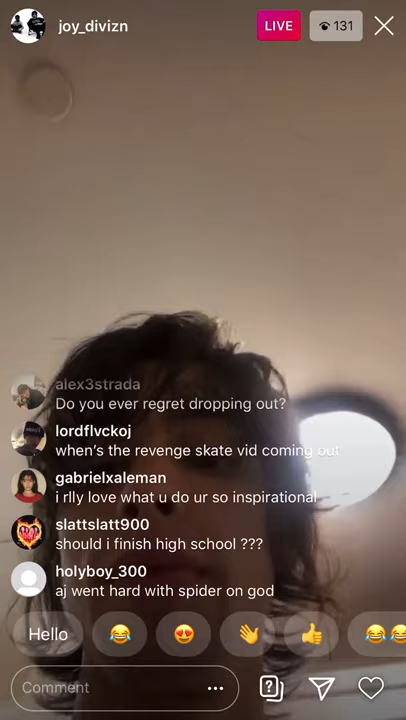 joy_divizn
LIVE
131
alex3strada
Do you ever regret dropping out?
lordflvckoj
when's the revenge skate vid coming out
gabrielxaleman
i rlly love what u do ur so inspirational
slattslatt900
should i finish high school ???
holyboy_300
aj went hard with spider on god
Hello 😂 😍 👋 👍 😂😂
Comment